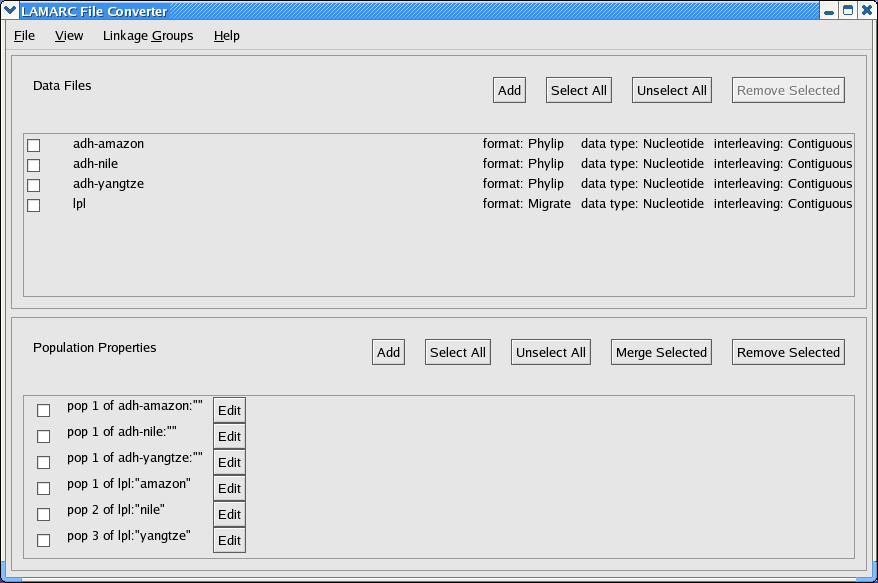 LAMARC File Converter
File View Linkage Groups Help
Data Files Add Select All Unselect All Remove Selected
adh-amazon format: Phylip data type: Nucleotide interleaving: Contiguous
adh-nile format: Phylip data type: Nucleotide interleaving: Contiguous
adh-yangtze format: Phylip data type: Nucleotide interleaving: Contiguous
lpl format: Migrate data type: Nucleotide interleaving: Contiguous
Population Properties Add Select All Unselect All Merge Selected Remove Selected
pop 1 of adh-amazon:"" Edit
pop 1 of adh-nile:"" Edit
pop 1 of adh-yangtze:"" Edit
pop 1 of lpl:"amazon" Edit
pop 2 of lpl:"nile" Edit
pop 3 of lpl:"yangtze" Edit